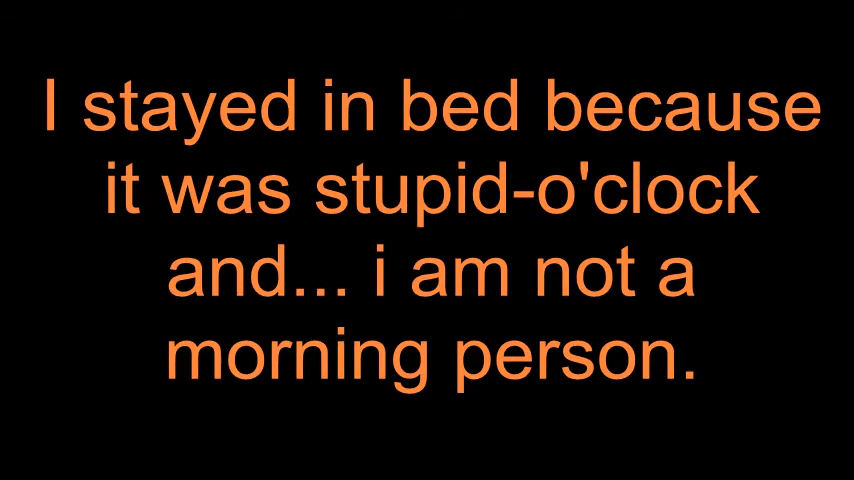 I stayed in bed because
it was stupid-o'clock
and... i am not a
morning person.